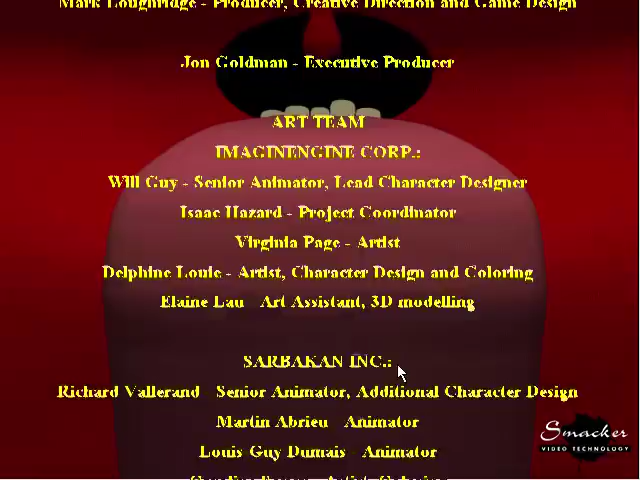 Mark Loughridge - Producer, Creative Direction and Game Design
Jon Goldman - Executive Producer
ART TEAM
IMAGINENGINE CORP.:
Will Guy - Senior Animator, Lead Character Designer
Isaac Hazard - Project Coordinator
Virginia Page - Artist
Delphine Louie - Artist, Character Design and Coloring
Elaine Lau - Art Assistant, 3D modelling
SARBAKAN INC.:
Richard Vallerand - Senior Animator, Additional Character Design
Martin Abrieu - Animator
Louis Guy Dumais - Animator
Smacker
VIDEO TECHNOLOGY